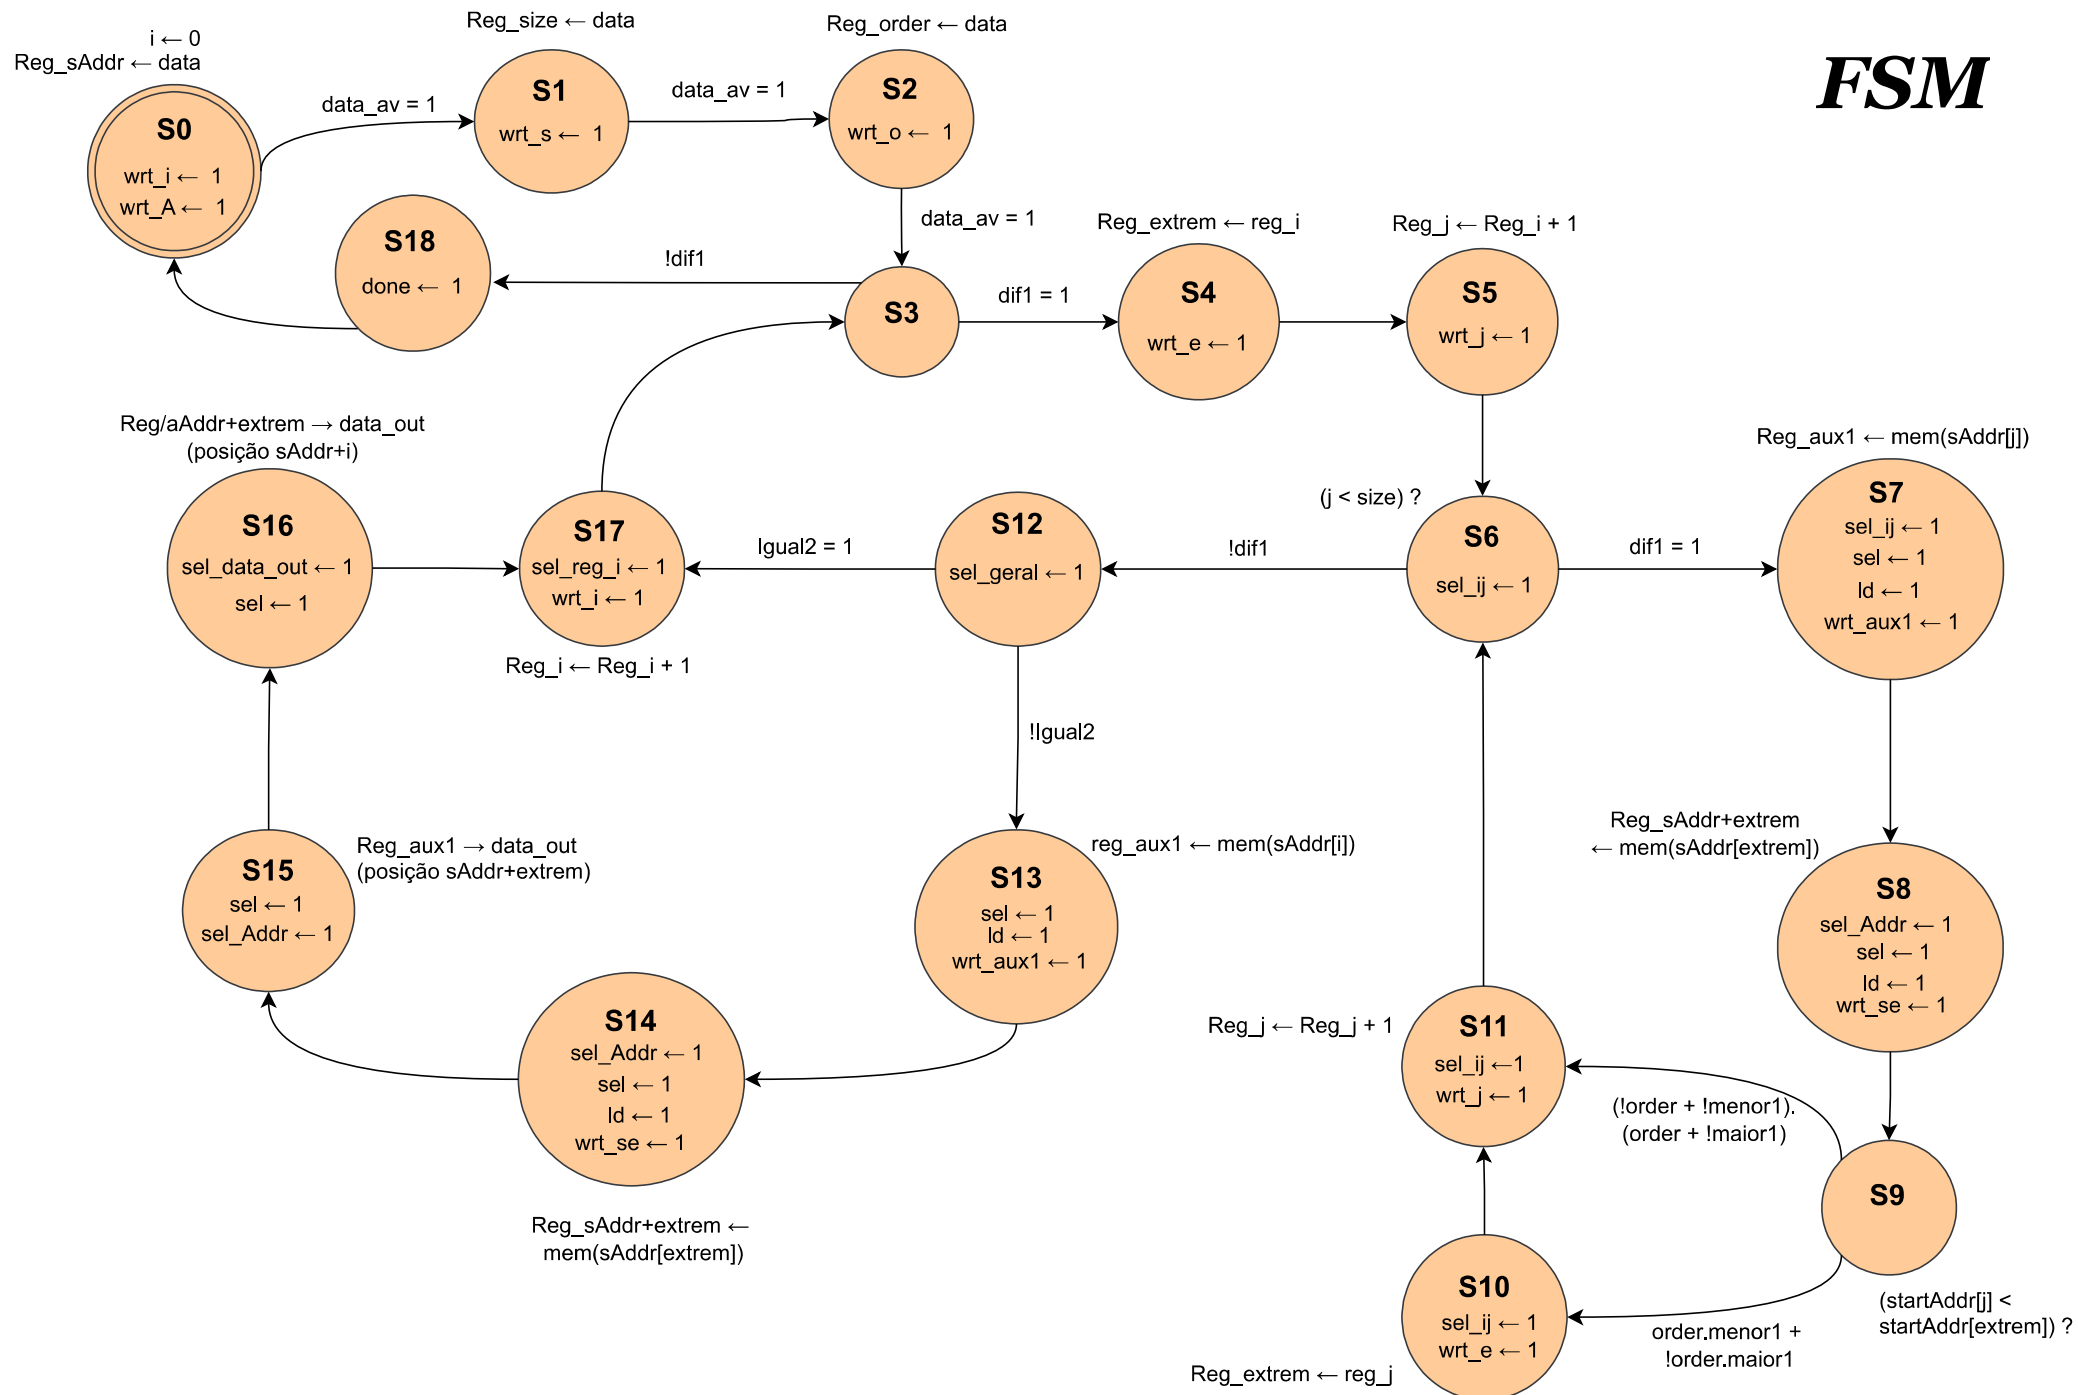 FSM
i ← 0
Reg_sAddr ← data
S0
wrt_i ← 1
wrt_A ← 1
data_av = 1
Reg_size ← data
S1
wrt_s ← 1
data_av = 1
Reg_order ← data
S2
wrt_o ← 1
data_av = 1
S18
done ← 1
!dif1
S3
dif1 = 1
Reg_extrem ← reg_i
S4
wrt_e ← 1
Reg_j ← Reg_i + 1
S5
wrt_j ← 1
Reg/aAddr+extrem → data_out
(posição sAddr+i)
S16
sel_data_out ← 1
sel ← 1
S17
sel_reg_i ← 1
wrt_i ← 1
Reg_i ← Reg_i + 1
Igual2 = 1
S12
sel_geral ← 1
!dif1
(j < size) ?
S6
sel_ij ← 1
dif1 = 1
Reg_aux1 ← mem(sAddr[j])
S7
sel_ij ← 1
sel ← 1
ld ← 1
wrt_aux1 ← 1
!Igual2
S15
sel ← 1
sel_Addr ← 1
Reg_aux1 → data_out
(posição sAddr+extrem)
reg_aux1 ← mem(sAddr[i])
S13
sel ← 1
ld ← 1
wrt_aux1 ← 1
Reg_sAddr+extrem
← mem(sAddr[extrem])
S8
sel_Addr ← 1
sel ← 1
ld ← 1
wrt_se ← 1
S14
sel_Addr ← 1
sel ← 1
ld ← 1
wrt_se ← 1
Reg_sAddr+extrem ←
mem(sAddr[extrem])
Reg_j ← Reg_j + 1
S11
sel_ij ←1
wrt_j ← 1
(!order + !menor1).
(order + !maior1)
S9
(startAddr[j] <
startAddr[extrem]) ?
S10
sel_ij ← 1
wrt_e ← 1
order.menor1 +
!order.maior1
Reg_extrem ← reg_j